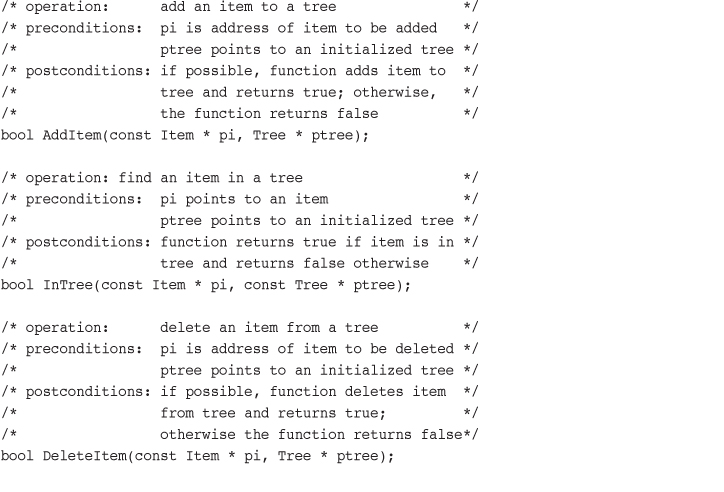 /* operation:      add an item to a tree               */
/* preconditions:  pi is address of item to be added   */
/*                 ptree points to an initialized tree */
/* postconditions: if possible, function adds item to  */
/*                 tree and returns true; otherwise,   */
/*                 the function returns false          */
bool AddItem(const Item * pi, Tree * ptree);

/* operation: find an item in a tree                   */
/* preconditions:  pi points to an item                */
/*                 ptree points to an initialized tree */
/* postconditions: function returns true if item is in */
/*                 tree and returns false otherwise    */
bool InTree(const Item * pi, const Tree * ptree);

/* operation:      delete an item from a tree          */
/* preconditions:  pi is address of item to be deleted */
/*                 ptree points to an initialized tree */
/* postconditions: if possible, function deletes item  */
/*                 from tree and returns true;         */
/*                 otherwise the function returns false*/
bool DeleteItem(const Item * pi, Tree * ptree);